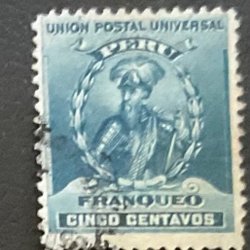 UNION POSTAL UNIVERSAL
PERU
FRANQUEO
CINCO CENTAVOS